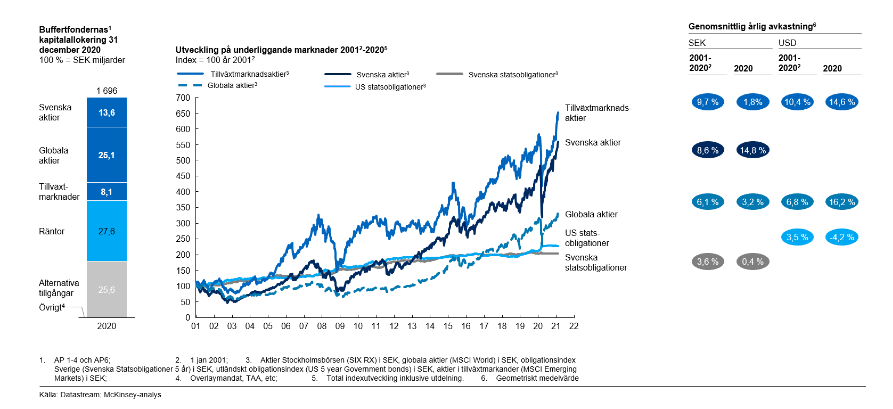 Buffertfondernas¹
kapitalallokering 31
december 2020
100 % = SEK miljarder
1 696
Svenska
aktier
13,6
Globala
aktier
25,1
Tillväxt-
marknader
8,1
Räntor
27,6
Alternativa
tillgångar
25,6
Övrigt⁴
2020
Utveckling på underliggande marknader 2001²-2020⁵
Index = 100 år 2001²
Tillväxtmarknadsaktier³
Svenska aktier³
Svenska statsobligationer³
Globala aktier³
US statsobligationer³
700
650
600
550
500
450
400
350
300
250
200
150
100
50
0
01 02 03 04 05 06 07 08 09 10 11 12 13 14 15 16 17 18 19 20 21 22
Tillväxtmarknads
aktier
Svenska aktier
Globala aktier
US stats-
obligationer
Svenska
statsobligationer
Genomsnittlig årlig avkastning⁶
SEK USD
2001-
2020² 2020 2001-
2020² 2020
9,7 % 1,8% 10,4 % 14,6 %
8,6 % 14,8 %
6,1 % 3,2 % 6,8 % 16,2 %
3,5 % -4,2 %
3,6 % 0.4 %
1. AP 1-4 och AP6; 2. 1 jan 2001; 3. Aktier Stockholmsbörsen (SIX RX) i SEK, globala aktier (MSCI World) i SEK, obligationsindex
Sverige (Svenska Statsobligationer 5 år) i SEK, utländskt obligationsindex (US 5 year Government bonds) i SEK, aktier i tillväxtmarkander (MSCI Emerging
Markets) i SEK; 4. Overlaymandat, TAA, etc; 5. Total indexutveckling inklusive utdelning. 6. Geometriskt medelvärde
Källa: Datastream; McKinsey-analys